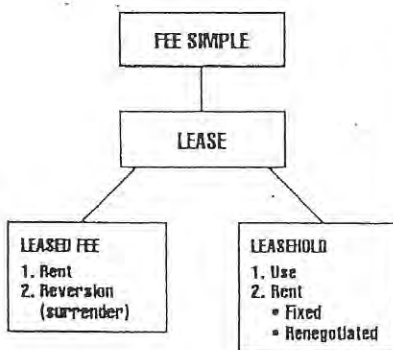 FEE SIMPLE
LEASE
LEASED FEE
1. Rent
2. Reversion
(surrender)
LEASEHOLD
1. Use
2. Rent
• Fixed
• Renegotiated